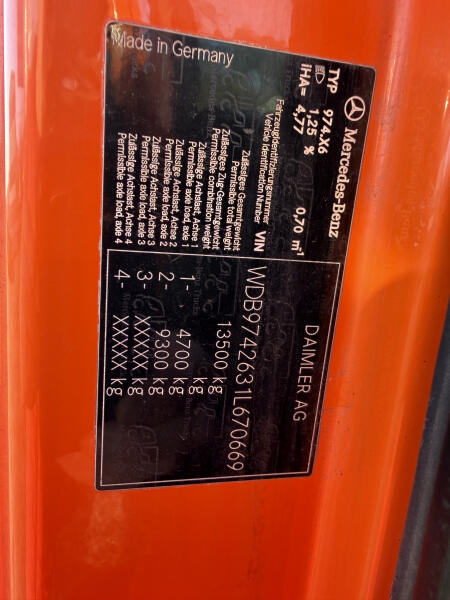 Mercedes-Benz
DAIMLER AG
TYP 974.X6
1,25 % 0,70 m⁻¹
IHA= 4,77
Fahrzeugidentifizierungsnummer
Vehicle Identification Number VIN WDB9742631L670669
Zulässiges Gesamtgewicht
Permissible total weight 13500 kg
Zulässiges Zug-Gesamtgewicht
Permissible combination weight kg
Zulässige Achslast, Achse 1
Permissible axle load, axle 1 1- 4700 kg
Zulässige Achslast, Achse 2
Permissible axle load, axle 2 2- 9300 kg
Zulässige Achslast, Achse 3
Permissible axle load, axle 3 3- XXXXX kg
Zulässige Achslast, Achse 4
Permissible axle load, axle 4 4- XXXXX kg
Made in Germany